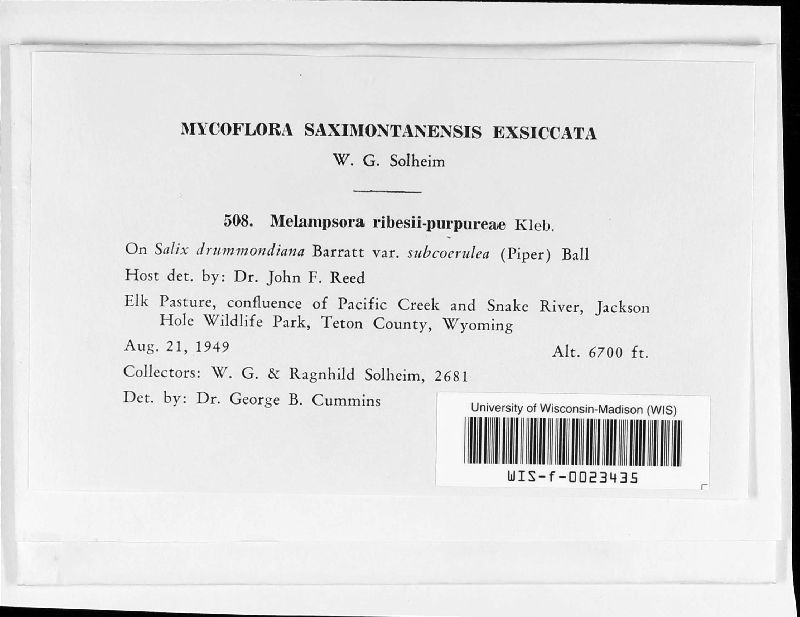 MYCOFLORA SAXIMONTANENSIS EXSICCATA
W. G. Solheim
508. Melampsora ribesii-purpureae Kleb.
On Salix drummondiana Barratt var. subcoerulea (Piper) Ball
Host det. by: Dr. John F. Reed
Elk Pasture, confluence of Pacific Creek and Snake River, Jackson
Hole Wildlife Park, Teton County, Wyoming
Aug. 21, 1949 Alt. 6700 ft.
Collectors: W. G. & Ragnhild Solheim, 2681
Det. by: Dr. George B. Cummins
University of Wisconsin-Madison (WIS)
WIS-f-0023435